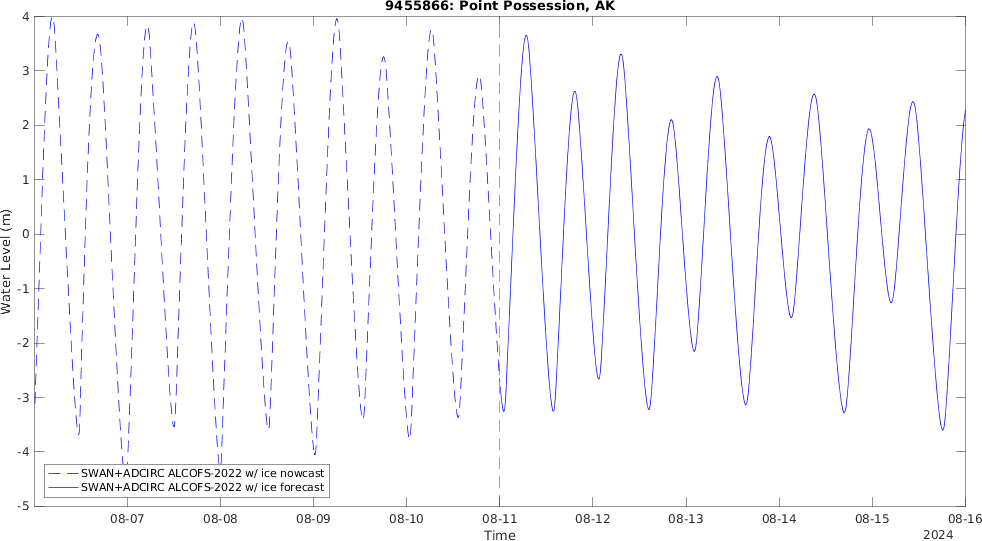 9455866: Point Possession, AK
Water Level (m)
4
3
2
1
0
-1
-2
-3
-4
-5
SWAN+ADCIRC ALCOFS-2022 w/ ice nowcast
SWAN+ADCIRC ALCOFS-2022 w/ ice forecast
08-07 08-08 08-09 08-10 08-11 08-12 08-13 08-14 08-15 08-16
Time
2024